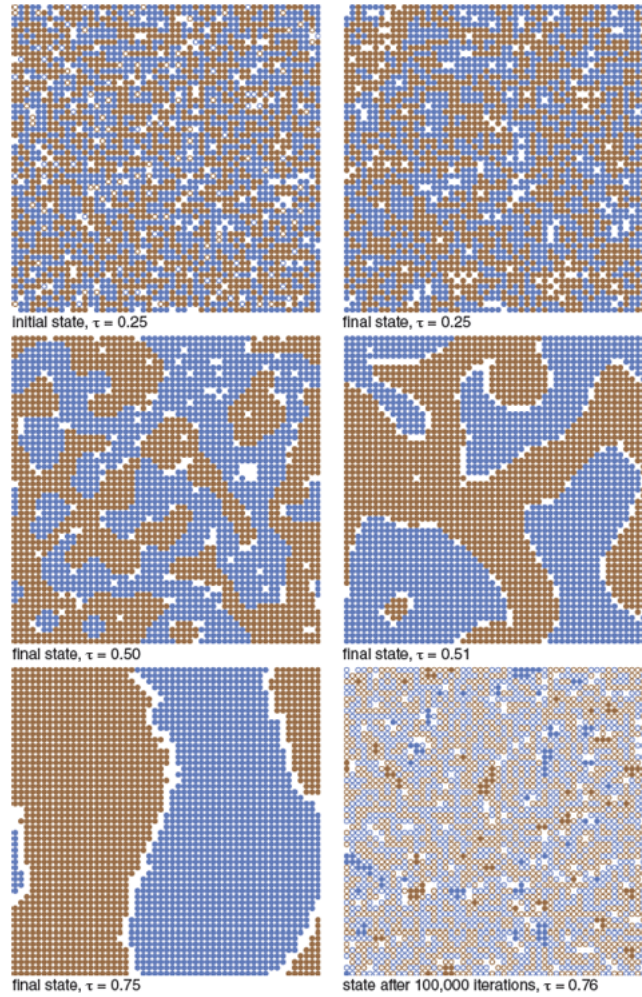 initial state, τ = 0.25
final state, τ = 0.25
final state, τ = 0.50
final state, τ = 0.51
final state, τ = 0.75
state after 100,000 iterations, τ = 0.76